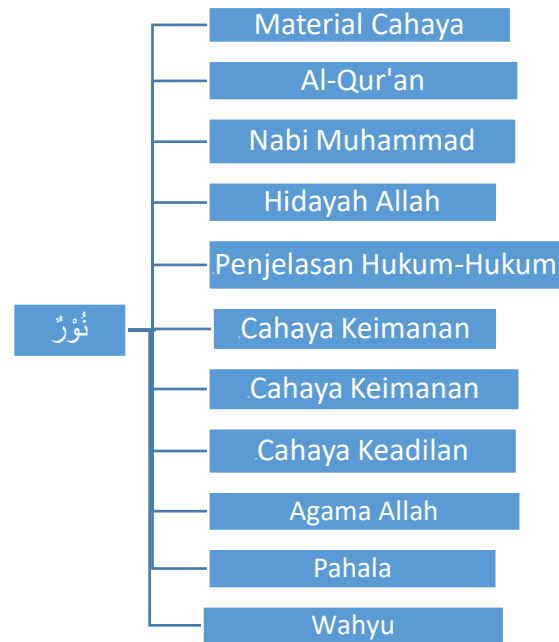 Material Cahaya
Al-Qur'an
Nabi Muhammad
Hidayah Allah
.Penjelasan Hukum-Hukum
نُوْرٌ
.Cahaya Keimanan
.Cahaya Keimanan
.Cahaya Keadilan
Agama Allah
Pahala
Wahyu